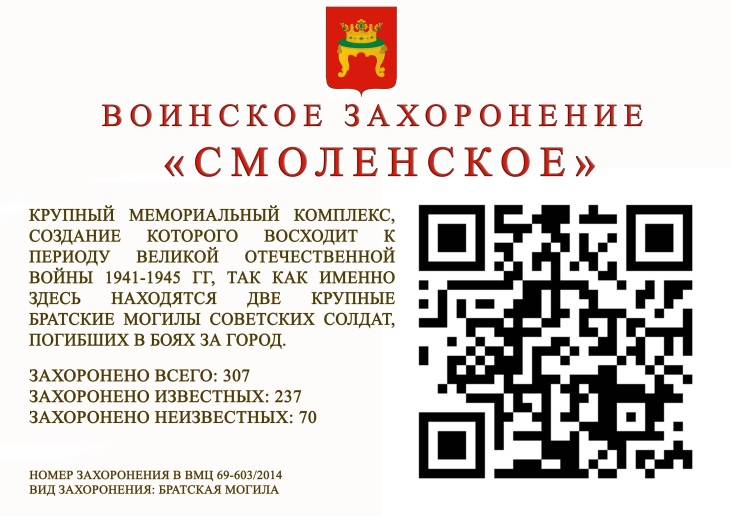 ВОИНСКОЕ ЗАХОРОНЕНИЕ
«СМОЛЕНСКОЕ»
КРУПНЫЙ МЕМОРИАЛЬНЫЙ КОМПЛЕКС,
СОЗДАНИЕ КОТОРОГО ВОСХОДИТ К
ПЕРИОДУ ВЕЛИКОЙ ОТЕЧЕСТВЕННОЙ
ВОЙНЫ 1941-1945 ГГ, ТАК КАК ИМЕННО
ЗДЕСЬ НАХОДЯТСЯ ДВЕ КРУПНЫЕ
БРАТСКИЕ МОГИЛЫ СОВЕТСКИХ СОЛДАТ,
ПОГИБШИХ В БОЯХ ЗА ГОРОД.
ЗАХОРОНЕНО ВСЕГО: 307
ЗАХОРОНЕНО ИЗВЕСТНЫХ: 237
ЗАХОРОНЕНО НЕИЗВЕСТНЫХ: 70
НОМЕР ЗАХОРОНЕНИЯ В ВМЦ 69-603/2014
ВИД ЗАХОРОНЕНИЯ: БРАТСКАЯ МОГИЛА